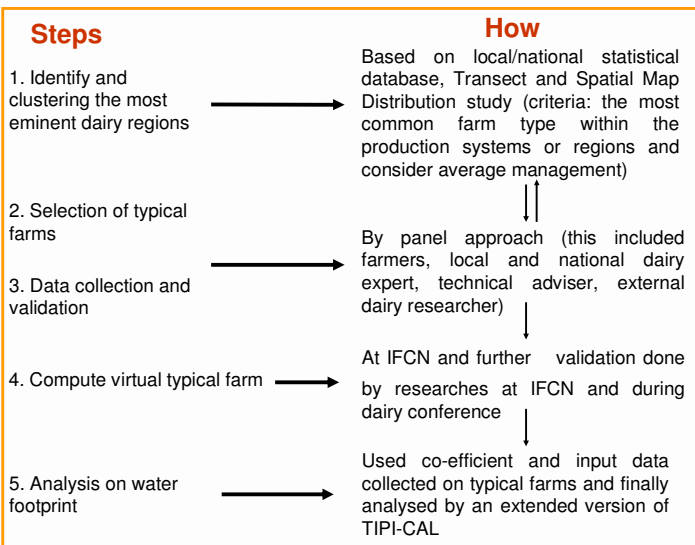 Steps
How
1. Identify and
clustering the most
eminent dairy regions
Based on local/national statistical
database, Transect and Spatial Map
Distribution study (criteria: the most
common farm type within the
production systems or regions and
consider average management)
2. Selection of typical
farms
3. Data collection and
validation
By panel approach (this included
farmers, local and national dairy
expert, technical adviser, external
dairy researcher)
4. Compute virtual typical farm
At IFCN and further validation done
by researches at IFCN and during
dairy conference
5. Analysis on water
footprint
Used co-efficient and input data
collected on typical farms and finally
analysed by an extended version of
TIPI-CAL